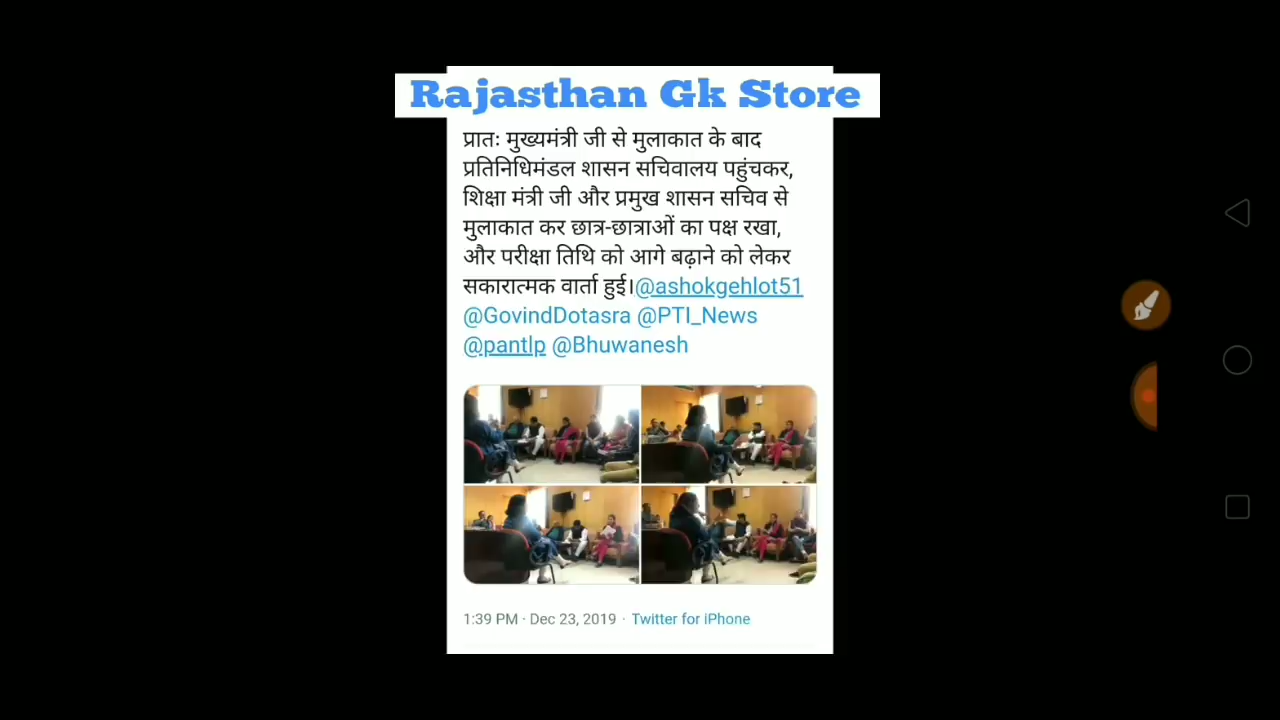 Rajasthan Gk Store
प्रातः मुख्यमंत्री जी से मुलाकात के बाद
प्रतिनिधिमंडल शासन सचिवालय पहुंचकर,
शिक्षा मंत्री जी और प्रमुख शासन सचिव से
मुलाकात कर छात्र-छात्राओं का पक्ष रखा,
और परीक्षा तिथि को आगे बढ़ाने को लेकर
सकारात्मक वार्ता हुई।@ashokgehlot51
@GovindDotasra @PTI_News
@pantlp @Bhuwanesh
1:39 PM · Dec 23, 2019 · Twitter for iPhone